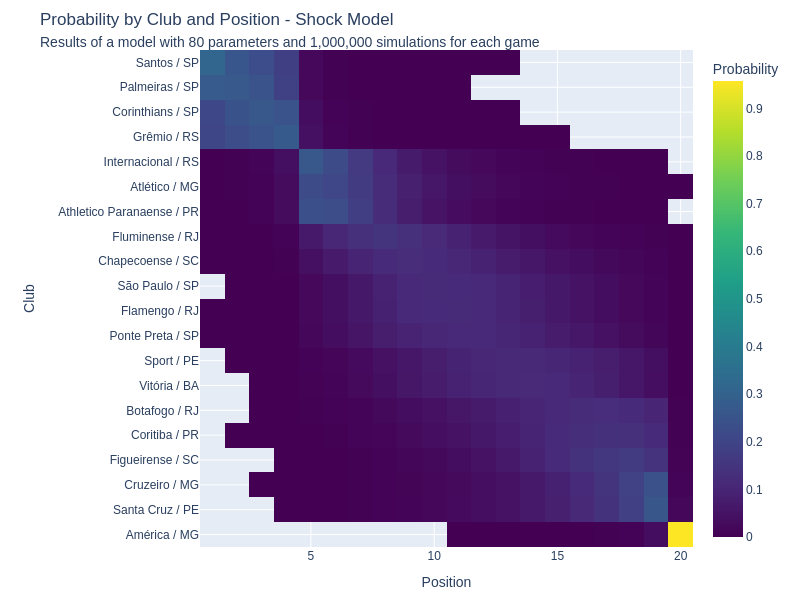 Probability by Club and Position - Shock Model
Results of a model with 80 parameters and 1,000,000 simulations for each game
Probability
Santos / SP
Palmeiras / SP
Corinthians / SP
Grêmio / RS
Internacional / RS
Atlético / MG
Athletico Paranaense / PR
Fluminense / RJ
Chapecoense / SC
São Paulo / SP
Flamengo / RJ
Ponte Preta / SP
Sport / PE
Vitória / BA
Botafogo / RJ
Coritiba / PR
Figueirense / SC
Cruzeiro / MG
Santa Cruz / PE
América / MG
Club
5
10
15
20
Position
0.9
0.8
0.7
0.6
0.5
0.4
0.3
0.2
0.1
0